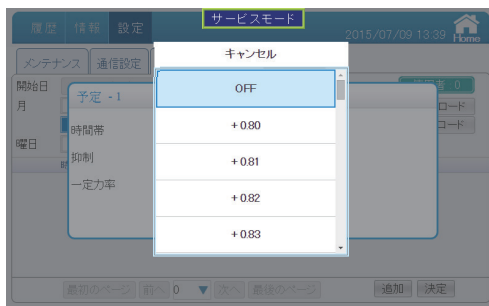 履歴 情報 設定
サービスモード
2015/07/09 13:39
Home
メンテナンス 通信設定
キャンセル
開始日
月
曜日
予定 - 1
時間帯
抑制
一定力率
OFF
+ 0.80
+ 0.81
+ 0.82
+ 0.83
ロード
コード
最初のページ 前へ 0 ▼ 次へ 最後のページ
追加 決定